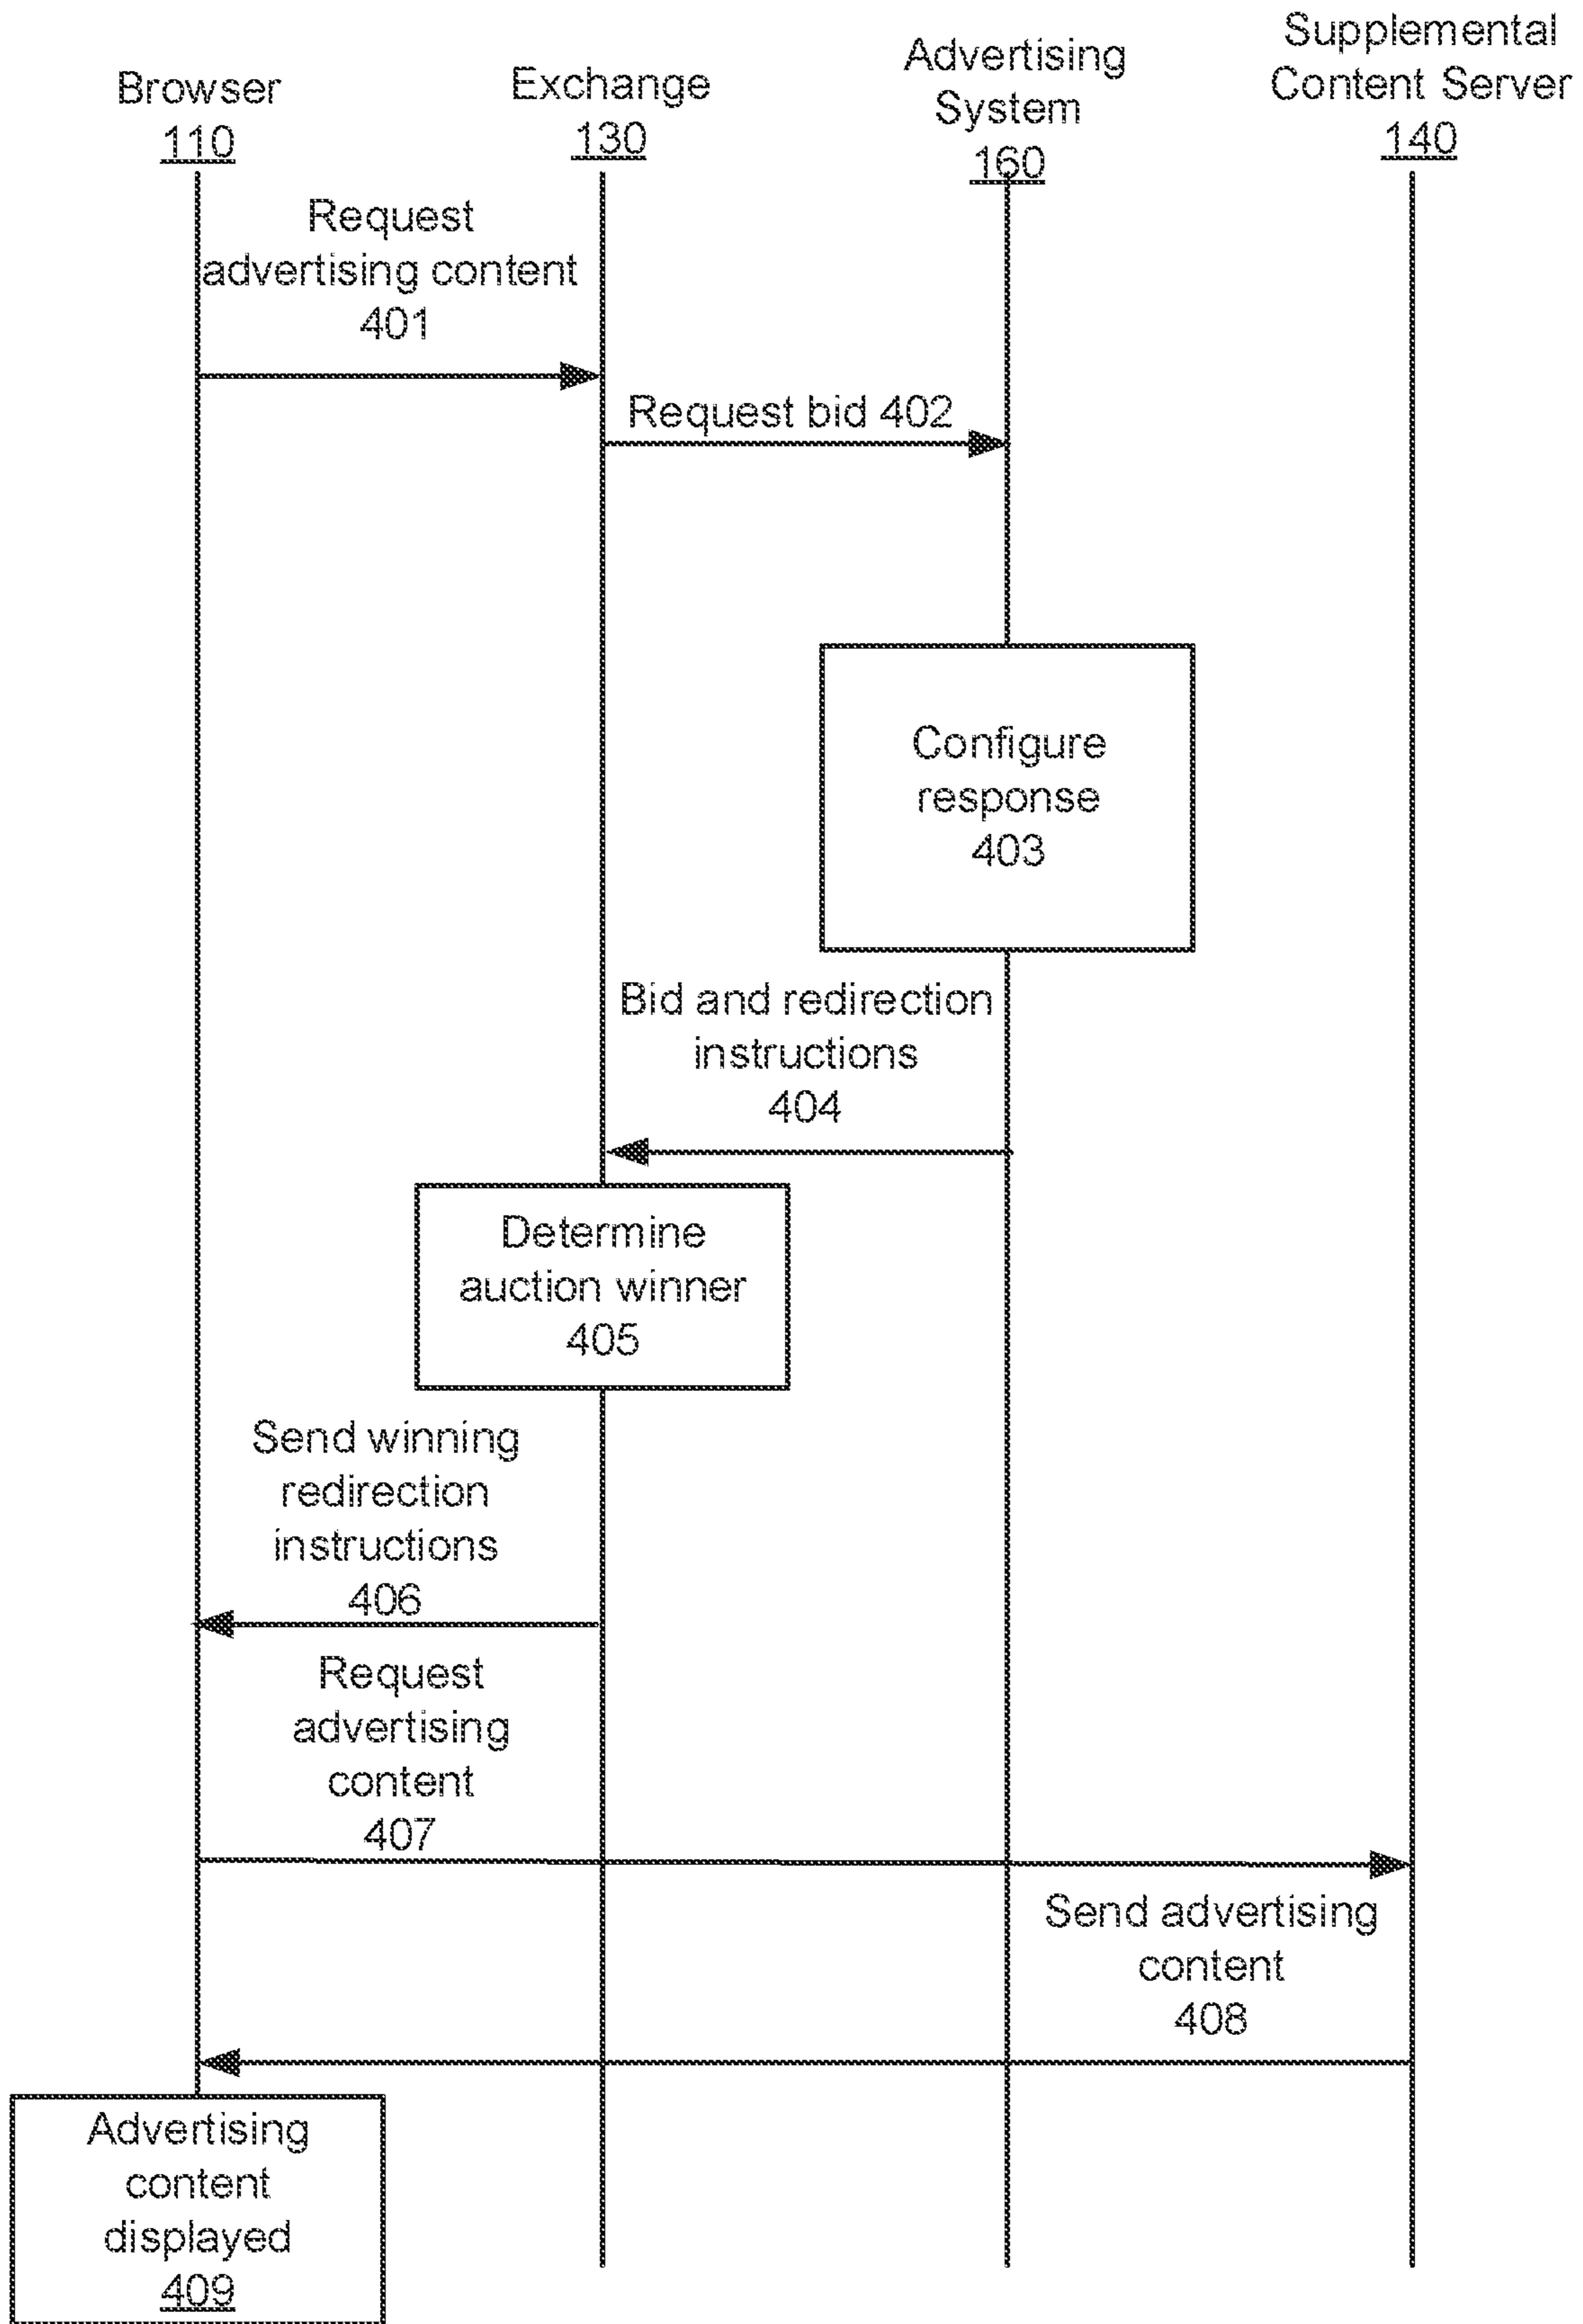 Browser
110
Exchange
130
Advertising
System
160
Supplemental
Content Server
140
Request
advertising content
401
Request bid 402
Configure
response
403
Bid and redirection
instructions
404
Determine
auction winner
405
Send winning
redirection
instructions
406
Request
advertising
content
407
Send advertising
content
408
Advertising
content
displayed
409